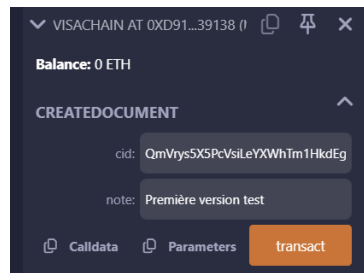 VISACHAIN AT 0XD91...39138 (
Balance: 0 ETH
CREATEDOCUMENT
cid: QmVrys5X5PcVsiLeYXWhTm1HkdEg
note: Première version test
Calldata Parameters transact